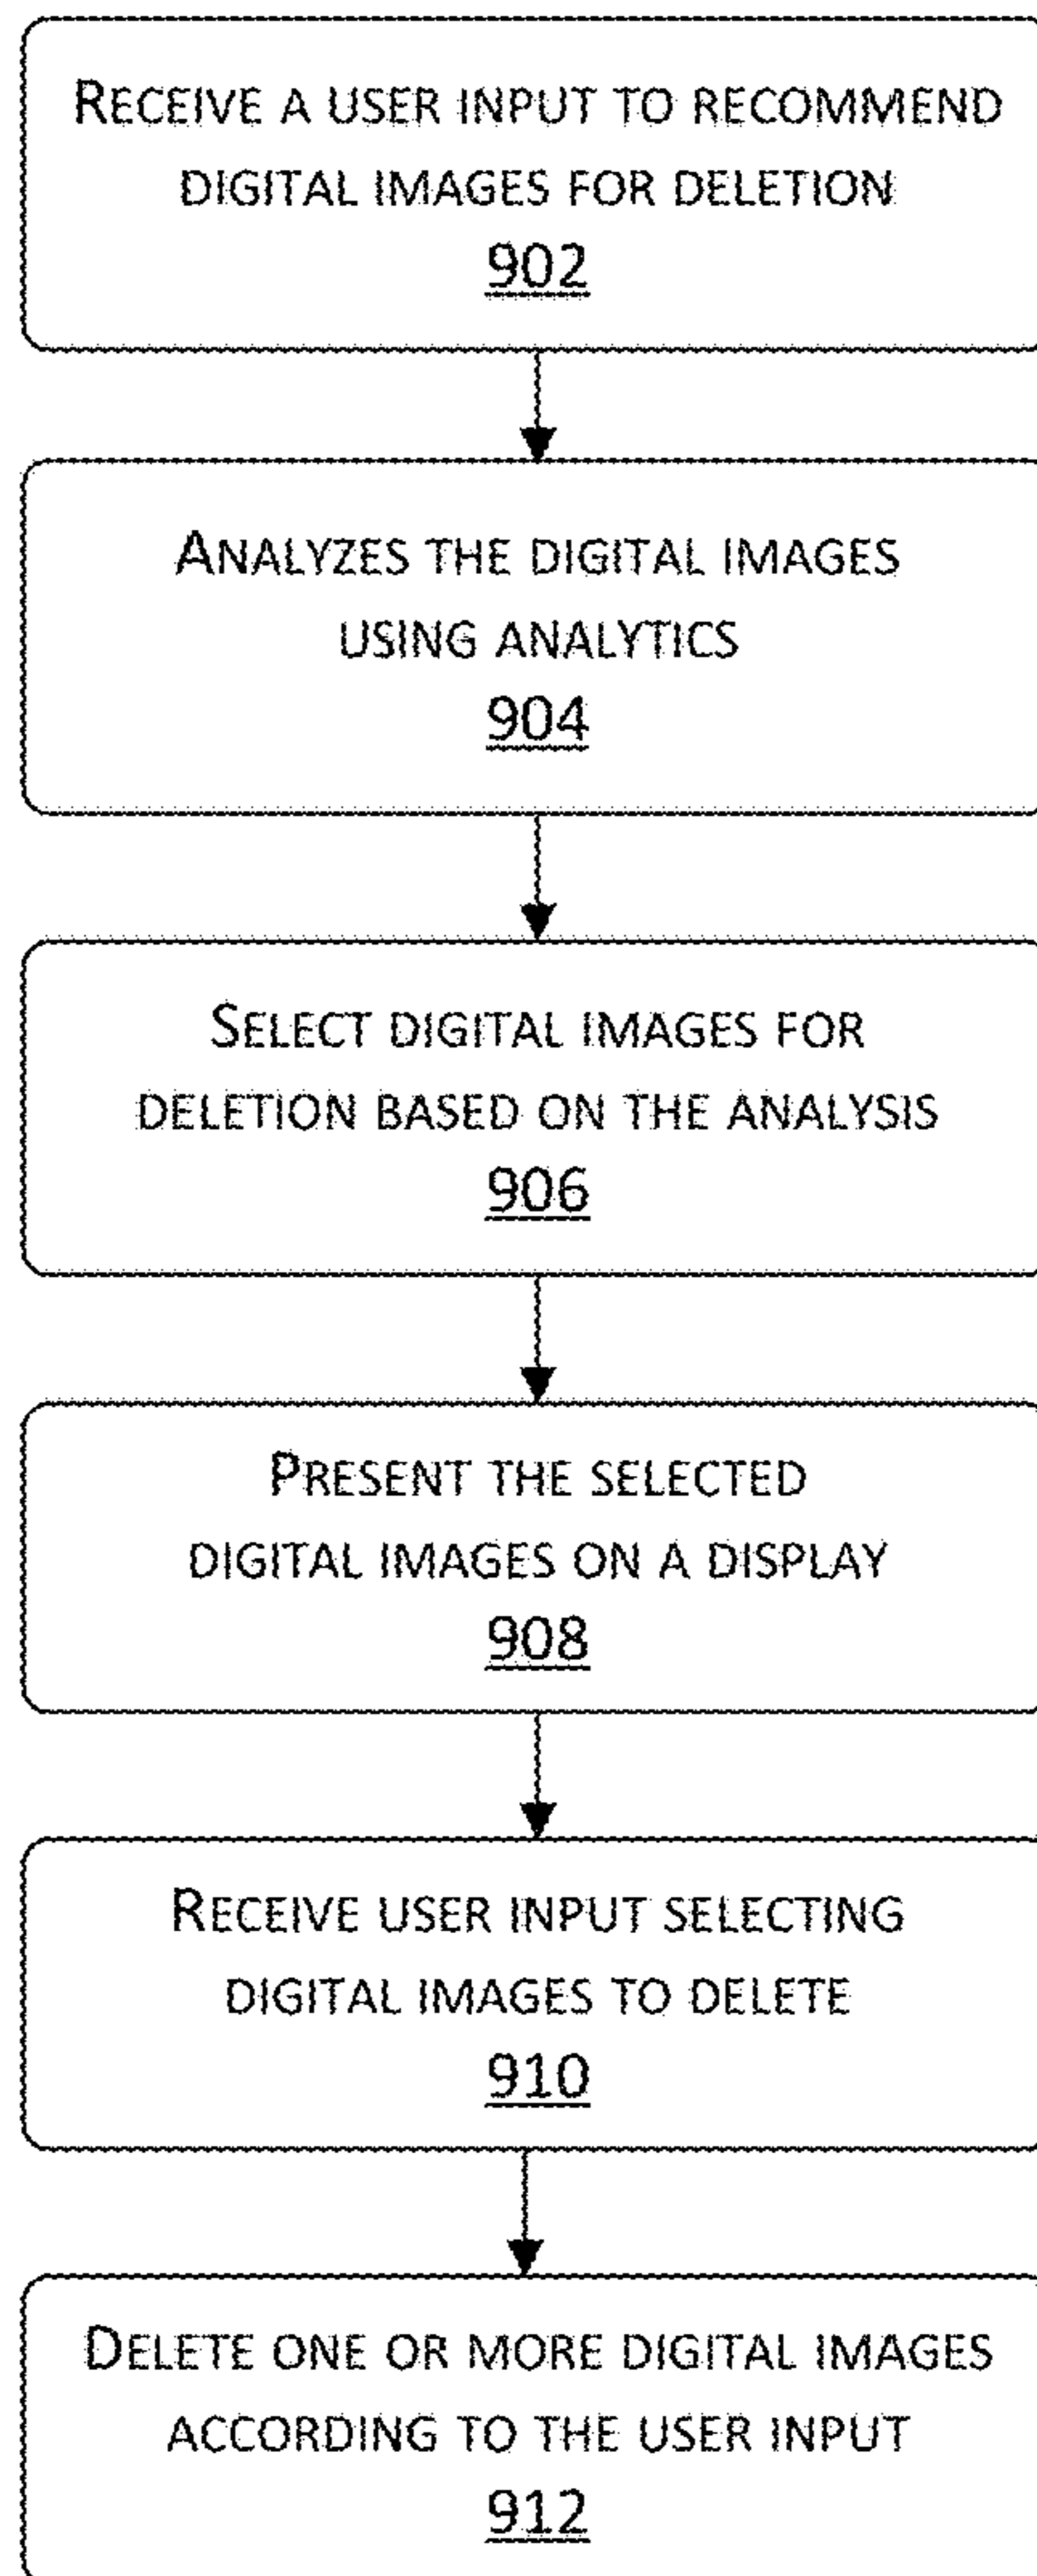 RECEIVE A USER INPUT TO RECOMMEND
DIGITAL IMAGES FOR DELETION
902
ANALYZES THE DIGITAL IMAGES
USING ANALYTICS
904
SELECT DIGITAL IMAGES FOR
DELETION BASED ON THE ANALYSIS
906
PRESENT THE SELECTED
DIGITAL IMAGES ON A DISPLAY
908
RECEIVE USER INPUT SELECTING
DIGITAL IMAGES TO DELETE
910
DELETE ONE OR MORE DIGITAL IMAGES
ACCORDING TO THE USER INPUT
912